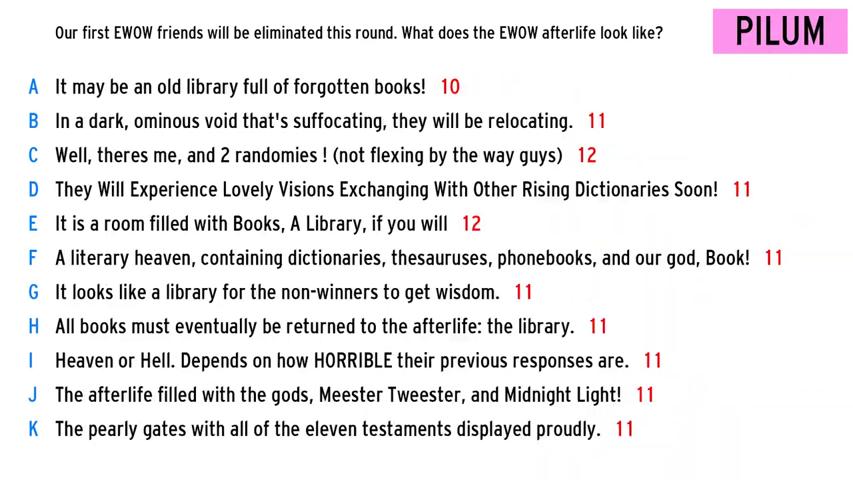 Our first EWOW friends will be eliminated this round. What does the EWOW afterlife look like?
PILUM
A It may be an old library full of forgotten books! 10
B In a dark, ominous void that's suffocating, they will be relocating. 11
C Well, theres me, and 2 randomies ! (not flexing by the way guys) 12
D They Will Experience Lovely Visions Exchanging With Other Rising Dictionaries Soon! 11
E It is a room filled with Books, A Library, if you will 12
F A literary heaven, containing dictionaries, thesauruses, phonebooks, and our god, Book! 11
G It looks like a library for the non-winners to get wisdom. 11
H All books must eventually be returned to the afterlife: the library. 11
I Heaven or Hell. Depends on how HORRIBLE their previous responses are. 11
J The afterlife filled with the gods, Meester Tweester, and Midnight Light! 11
K The pearly gates with all of the eleven testaments displayed proudly. 11